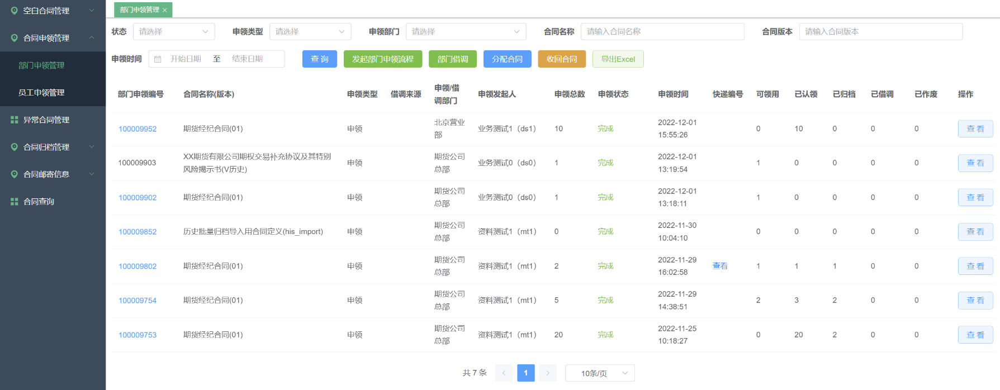 空白合同管理
合同申领管理
部门申领管理
员工申领管理
异常合同管理
合同归档管理
合同邮寄信息
合同查询
部门申领管理 ×
状态 请选择 申领类型 请选择 申领部门 请选择 合同名称 请输入合同名称 合同版本 请输入合同版本
申领时间 开始日期 至 结束日期 查 询 发起部门申领流程 部门借调 分配合同 收回合同 导出Excel
部门申领编号 合同名称(版本) 申领类型 借调来源 申领/借调部门 申领发起人 申领总数 申领状态 申领时间 快递编号 可领用 已认领 已归档 已借调 已作废 操作
100009952 期货经纪合同(01) 申领 北京营业部 业务测试1（ds1） 10 完成 2022-12-01 15:55:26 0 10 0 0 0 查 看
100009903 XX期货有限公司期权交易补充协议及其特别风险揭示书(V历史) 申领 期货公司总部 业务测试0（ds0） 1 完成 2022-12-01 13:19:54 1 0 0 0 0 查 看
100009902 期货经纪合同(01) 申领 期货公司总部 业务测试0（ds0） 1 完成 2022-12-01 13:18:11 1 0 0 0 0 查 看
100009852 历史批量归档导入用合同定义(his_import) 申领 期货公司总部 资料测试1（mt1） 0 完成 2022-11-30 10:04:10 0 0 0 0 0 查 看
100009802 期货经纪合同(01) 申领 期货公司总部 资料测试1（mt1） 2 完成 2022-11-29 16:02:58 查看 1 1 1 0 0 查 看
100009754 期货经纪合同(01) 申领 期货公司总部 资料测试1（mt1） 5 完成 2022-11-29 14:38:51 2 3 2 0 0 查 看
100009753 期货经纪合同(01) 申领 期货公司总部 资料测试1（mt1） 20 完成 2022-11-25 10:18:27 0 20 2 0 0 查 看
共 7 条 1 10条/页